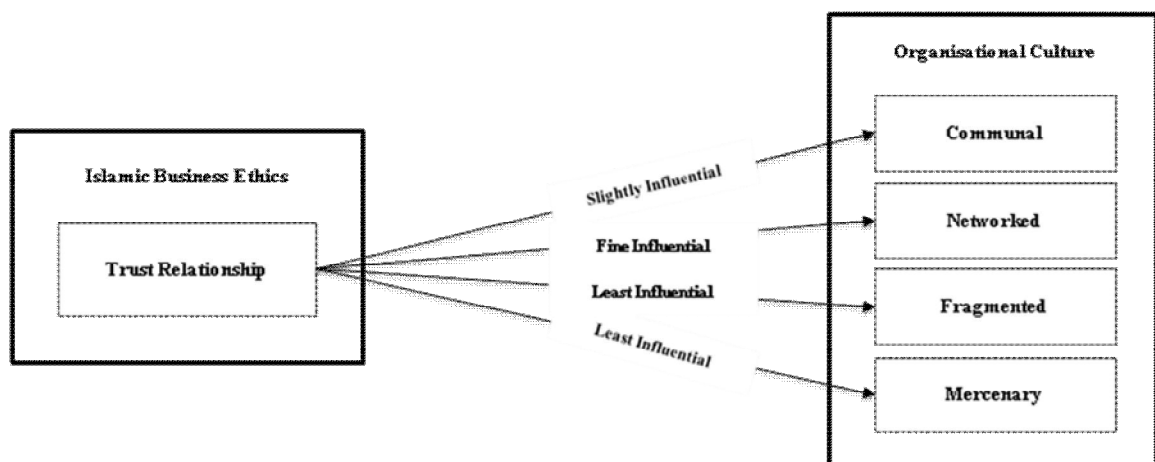 Organisational Culture
Communal
Islamic Business Ethics
Slightly Influential
Networked
Fine Influential
Trust Relationship
Least Influential
Fragmented
Least Influential
Mercenary